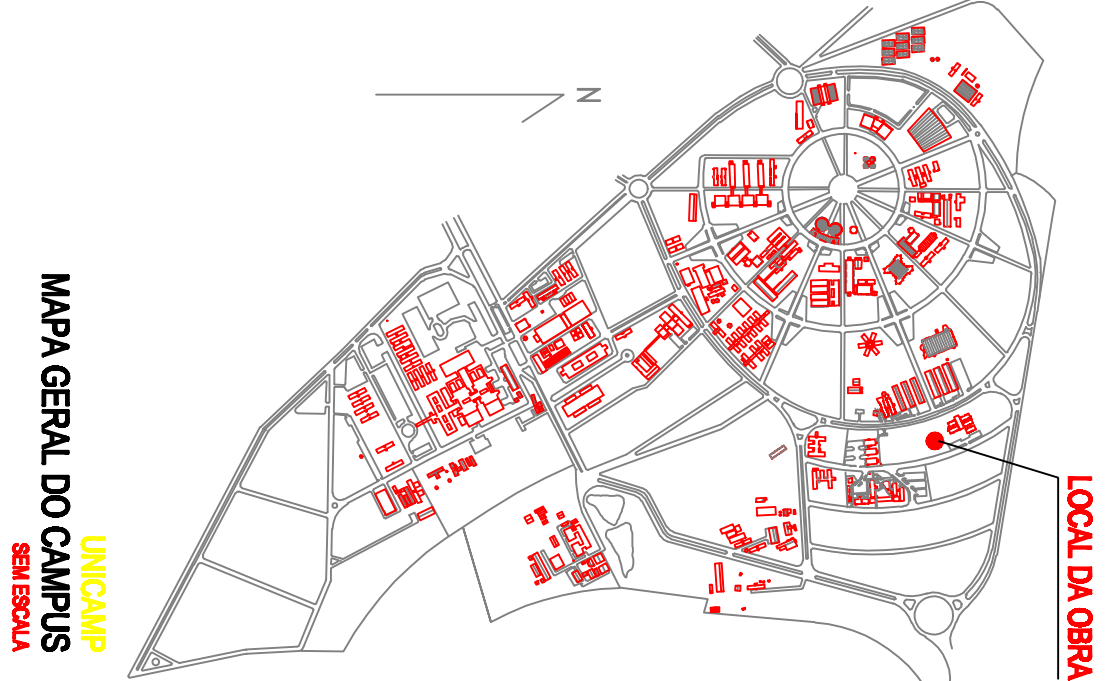 N
LOCAL DA OBRA
UNICAMP
MAPA GERAL DO CAMPUS
SEM ESCALA